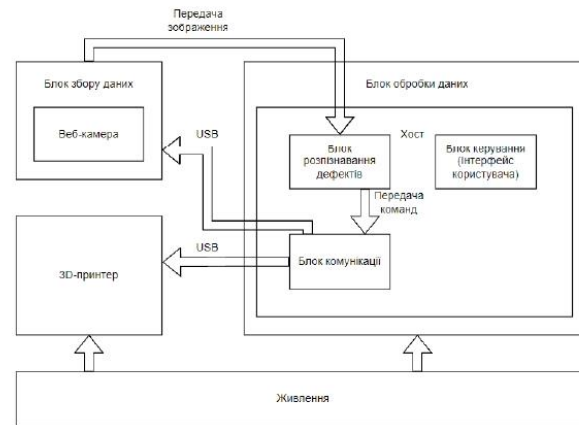 Передача
зображення
Блок збору даних
Блок обробки даних
Веб-камера
USB
Хост
Блок
розпізнавання
дефектів
Блок керування
(інтерфейс
користувача)
Передача
команд
USB
Блок комунікації
3D-принтер
Живлення